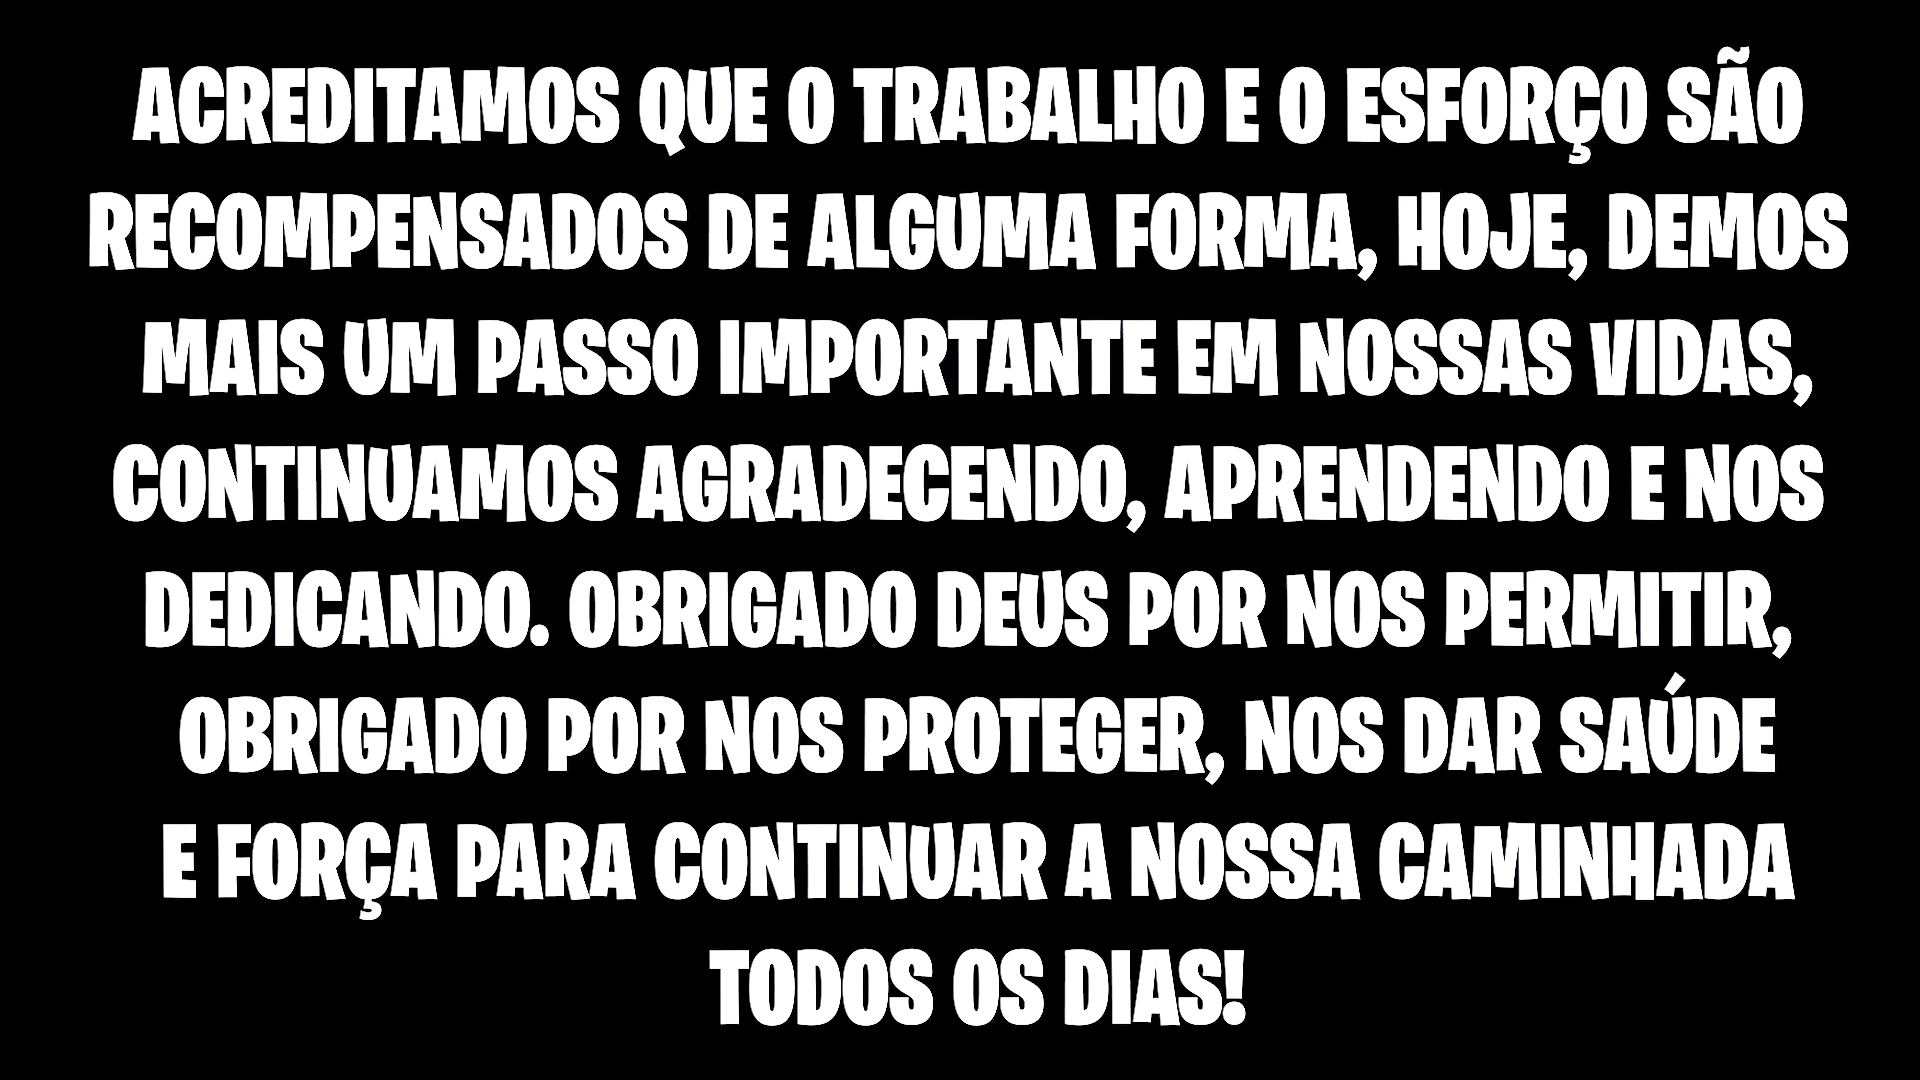 ACREDITAMOS QUE O TRABALHO E O ESFORÇO SÃO
RECOMPENSADOS DE ALGUMA FORMA, HOJE, DEMOS
MAIS UM PASSO IMPORTANTE EM NOSSAS VIDAS,
CONTINUAMOS AGRADECENDO, APRENDENDO E NOS
DEDICANDO. OBRIGADO DEUS POR NOS PERMITIR,
OBRIGADO POR NOS PROTEGER, NOS DAR SAÚDE
E FORÇA PARA CONTINUAR A NOSSA CAMINHADA
TODOS OS DIAS!